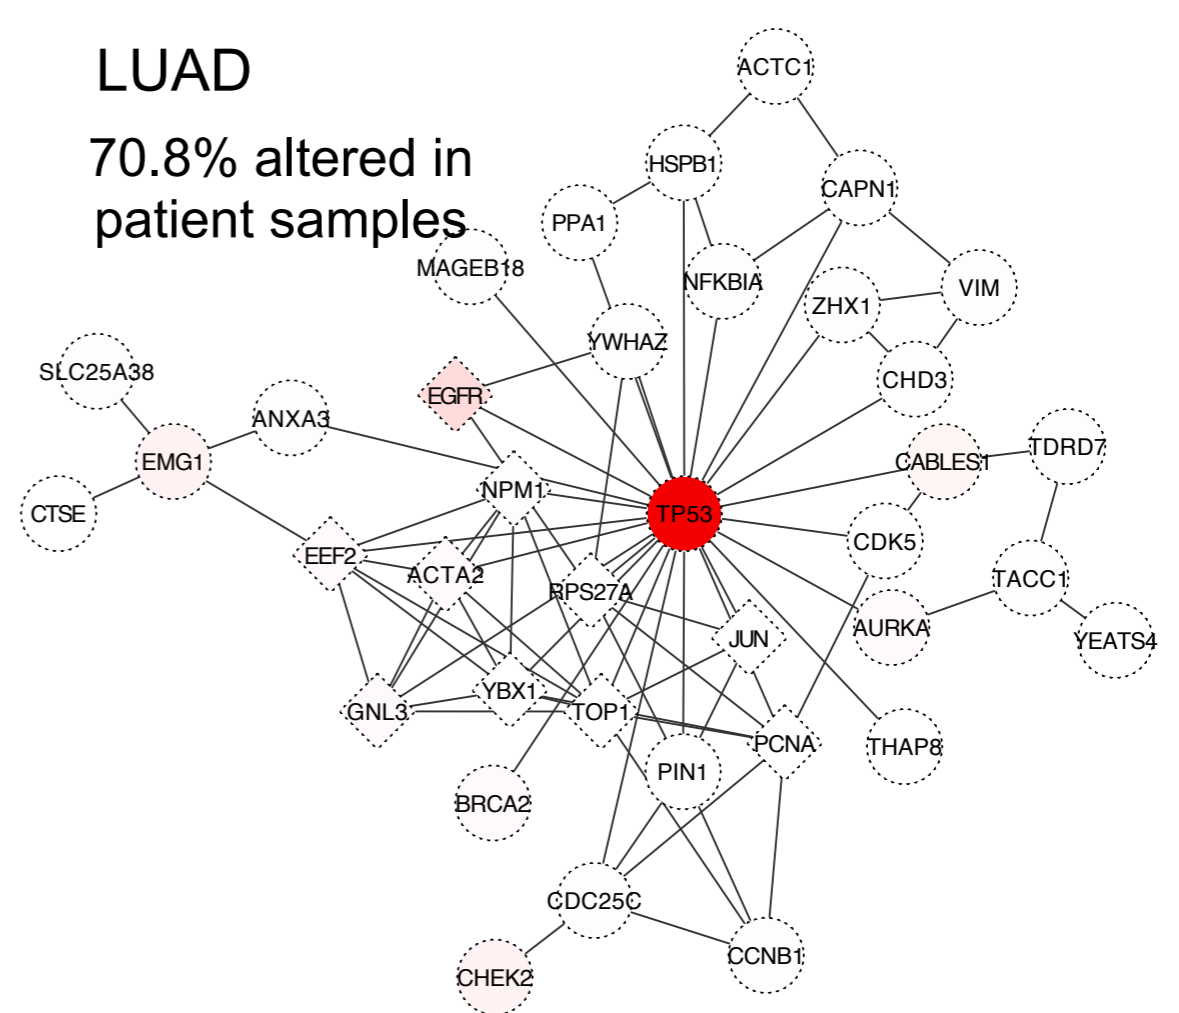 LUAD
70.8% altered in
patient samples
ACTC1
HSPB1
CAPN1
PPA1
MAGEB18
NFKBIA
VIM
ZHX1
YWHAZ
SLC25A38
EGFR
CHD3
ANXA3
EMG1
CABLES1
TDRD7
NPM1
CTSE
TP53
CDK5
EEF2
ACTA2
RPS27A
TACC1
JUN
AURKA
YEATS4
GNL3
YBX1
TOP1
PCNA
THAP8
PIN1
BRCA2
CDC25C
CCNB1
CHEK2